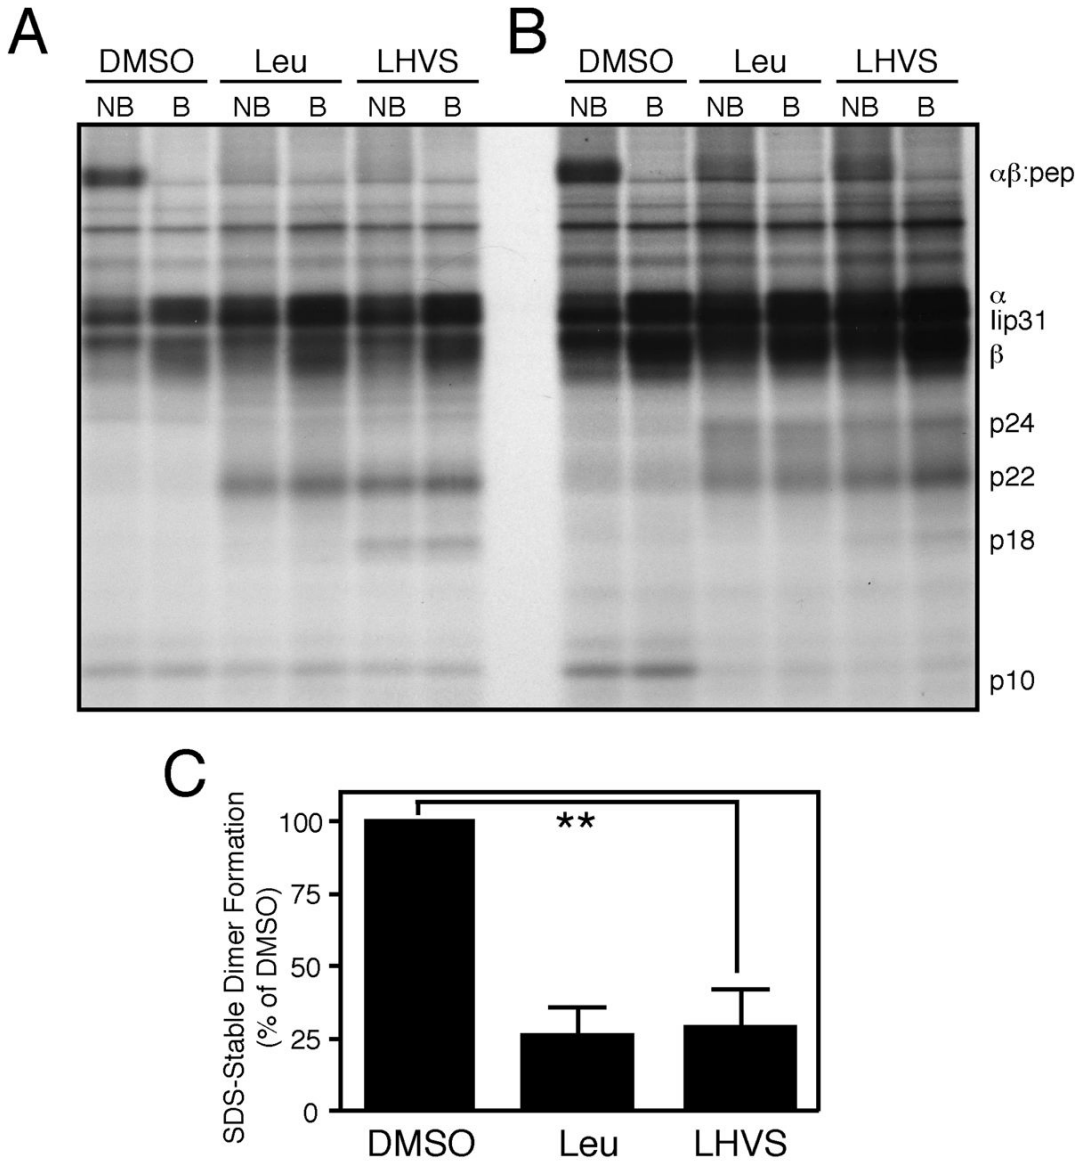 A B
DMSO Leu LHVS DMSO Leu LHVS
NB B NB B NB B NB B NB B NB B
αβ:pep
α
Iip31
β
p24
p22
p18
p10
C
SDS-Stable Dimer Formation
(% of DMSO)
100
75
50
25
0
**
DMSO Leu LHVS